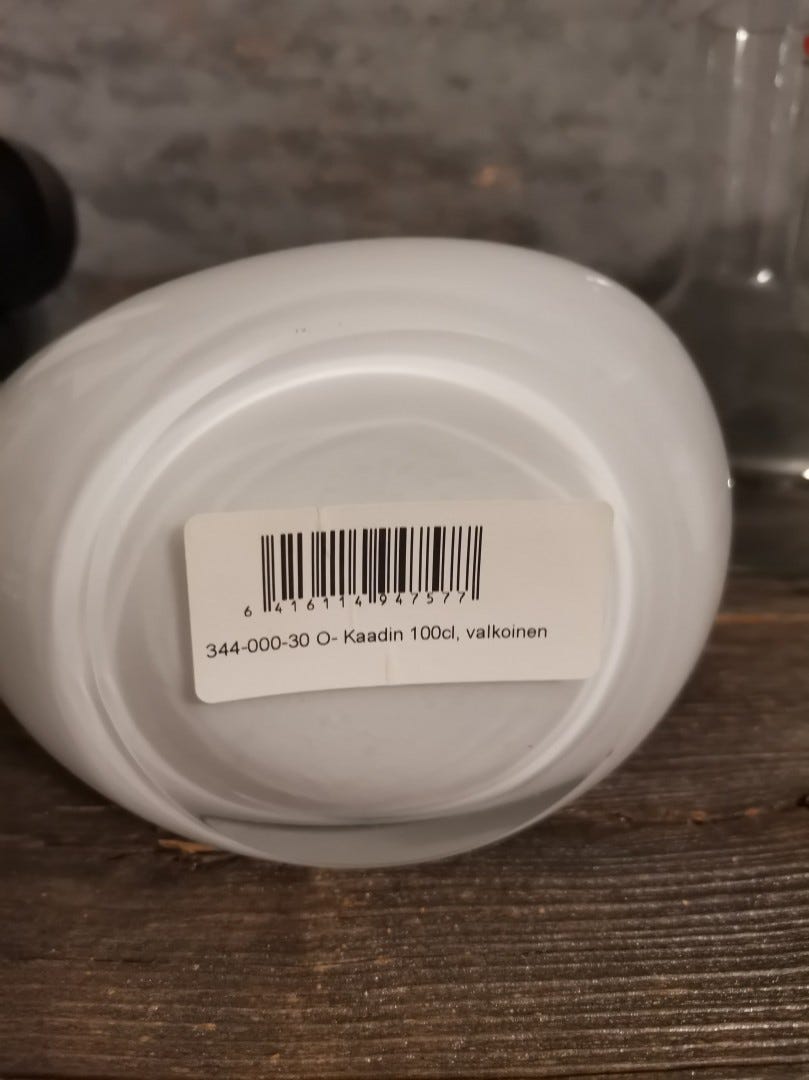 6 416114 947577
344-000-30 O- Kaadin 100cl, valkoinen